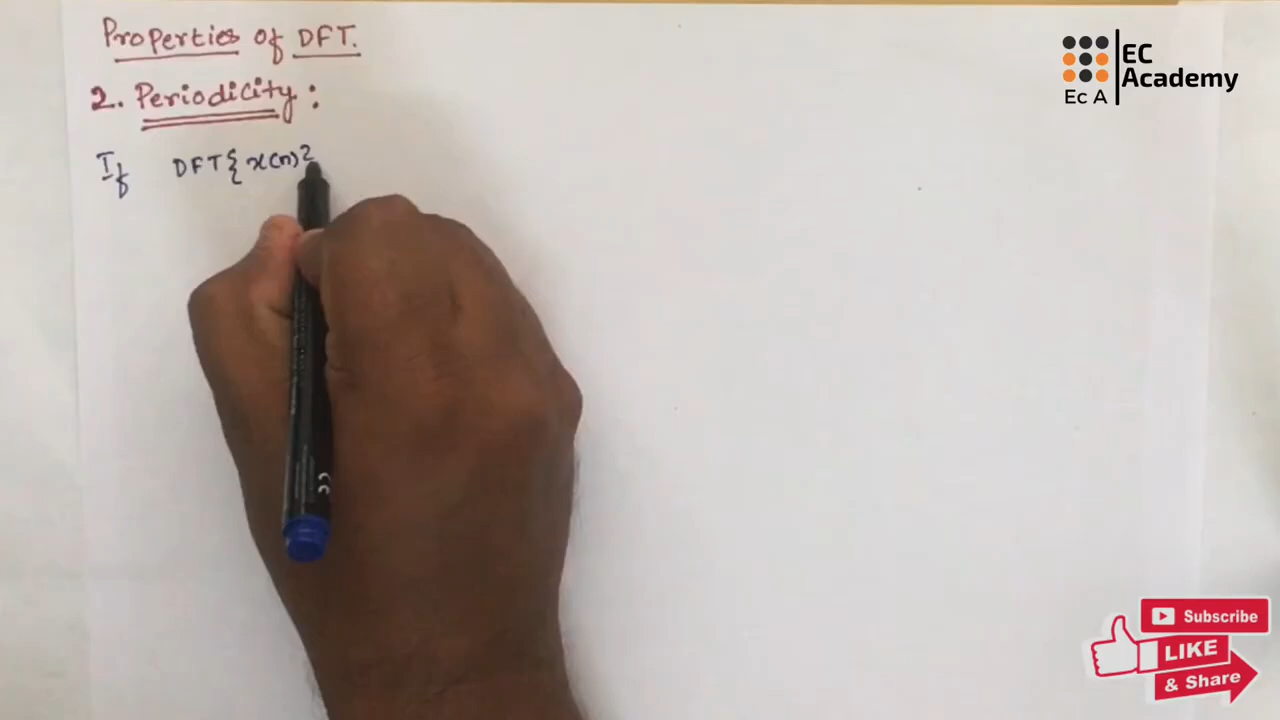 Properties of DFT.
2. Periodicity:
If DFT{x(n)
EC
Academy
Ec A
Subscribe
LIKE
& Share